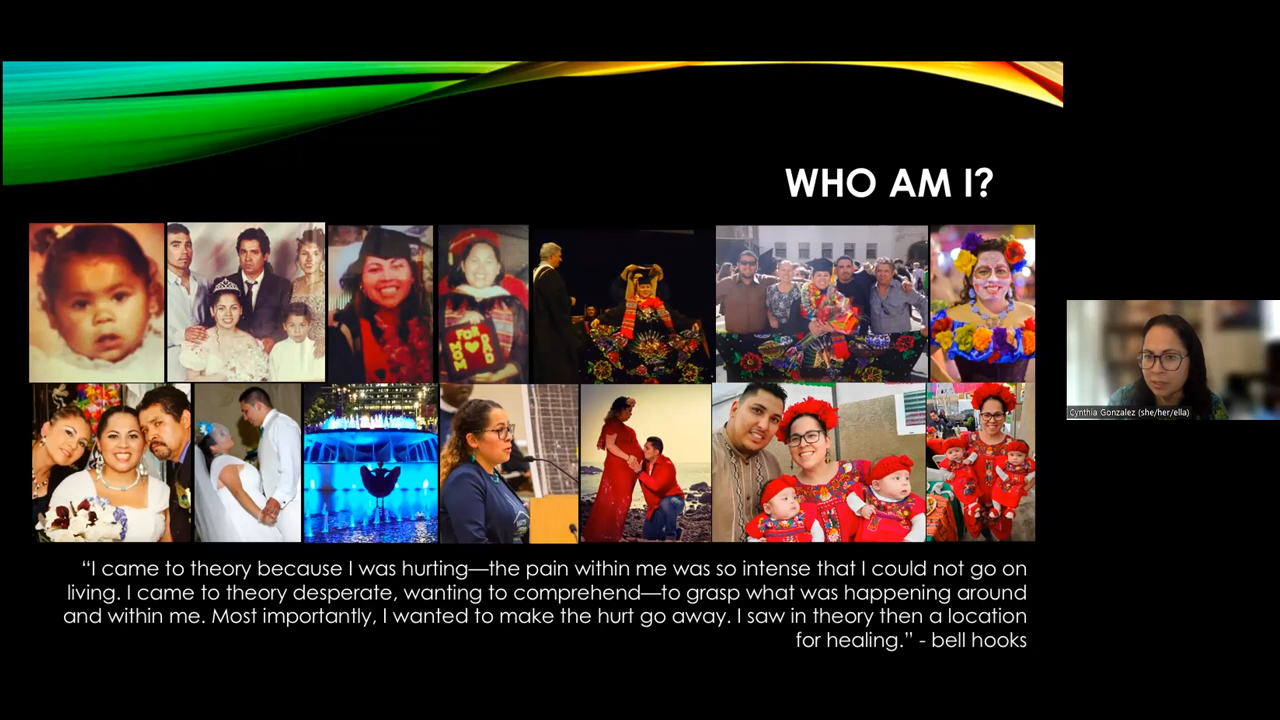 WHO AM I?
FOR
MOM
DAD
“I came to theory because I was hurting—the pain within me was so intense that I could not go on
living. I came to theory desperate, wanting to comprehend—to grasp what was happening around
and within me. Most importantly, I wanted to make the hurt go away. I saw in theory then a location
for healing.” - bell hooks
Cynthia Gonzalez (she/her/ella)